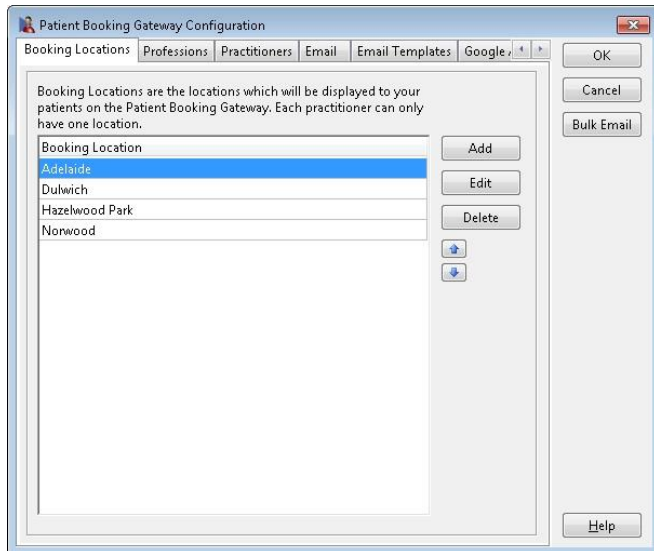 Patient Booking Gateway Configuration
Booking Locations Professions Practitioners Email Email Templates Google
OK
Cancel
Bulk Email
Booking Locations are the locations which will be displayed to your
patients on the Patient Booking Gateway. Each practitioner can only
have one location.
Booking Location
Adelaide
Dulwich
Hazelwood Park
Norwood
Add
Edit
Delete
Help